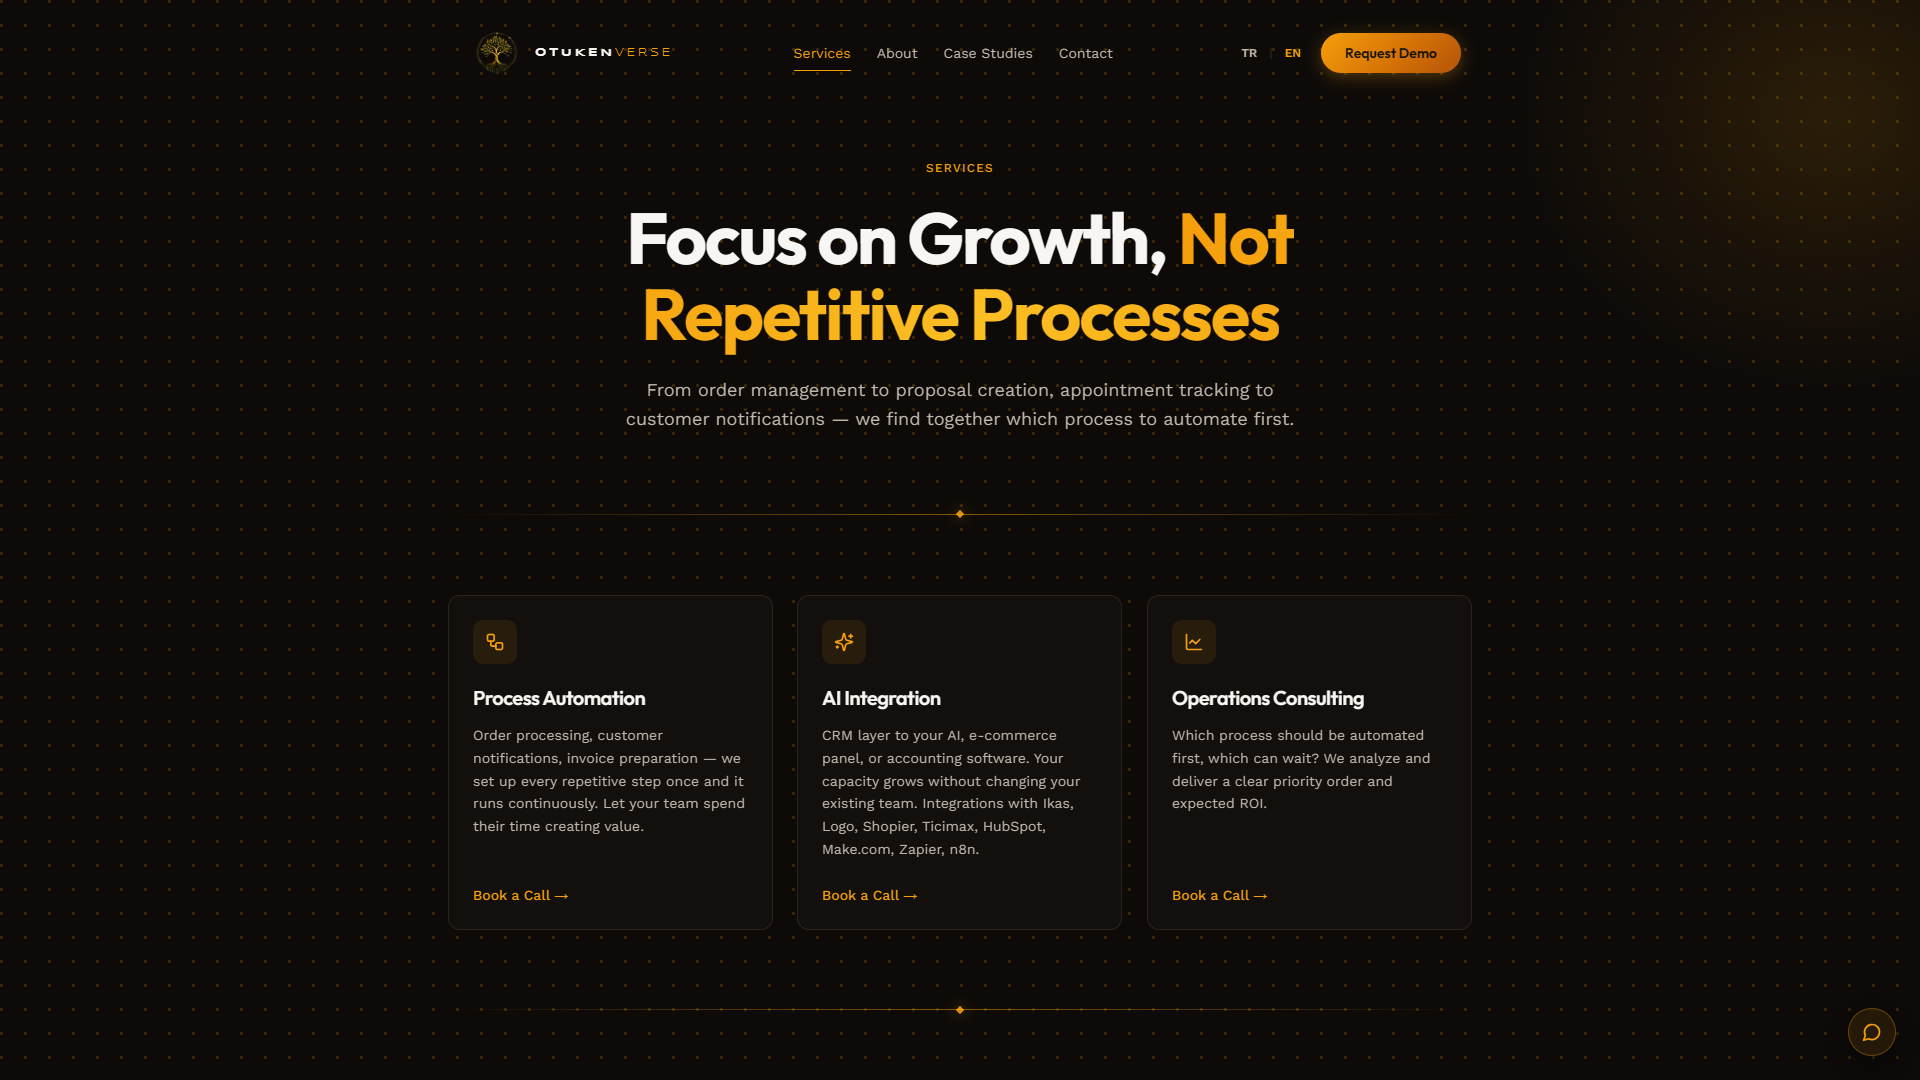 OTUKENVERSE
Services
About
Case Studies
Contact
TR
EN
Request Demo
SERVICES
Focus on Growth, Not
Repetitive Processes
From order management to proposal creation, appointment tracking to
customer notifications — we find together which process to automate first.
Process Automation
Order processing, customer
notifications, invoice preparation — we
set up every repetitive step once and it
runs continuously. Let your team spend
their time creating value.
Book a Call →
AI Integration
CRM layer to your AI, e-commerce
panel, or accounting software. Your
capacity grows without changing your
existing team. Integrations with Ikas,
Logo, Shopier, Ticimax, HubSpot,
Make.com, Zapier, n8n.
Book a Call →
Operations Consulting
Which process should be automated
first, which can wait? We analyze and
deliver a clear priority order and
expected ROI.
Book a Call →